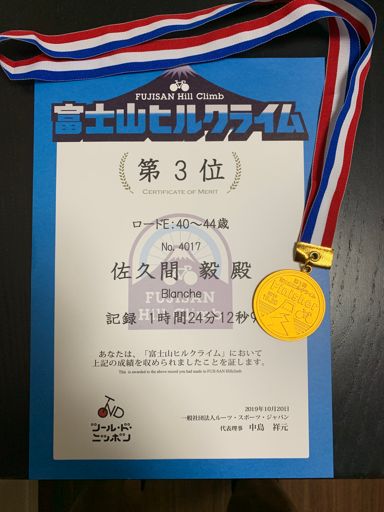 FUJISAN Hill Climb
富士山ヒルクライム
第3位
CERTIFICATE OF MERIT
ロードE:40〜44歳
No. 4017
佐久間 毅 殿
Blanche
FUJISAN
記録 1時間24分12秒9
あなたは、「富士山ヒルクライム」において
上記の成績を収められましたことを証します。
This is awarded to the above record you had made to FUJI-SAN Hillclimb
2019年10月20日
一般社団法人ルーツ・スポーツ・ジャパン
代表理事 中島 祥元
ツール・ド・
ニッポン